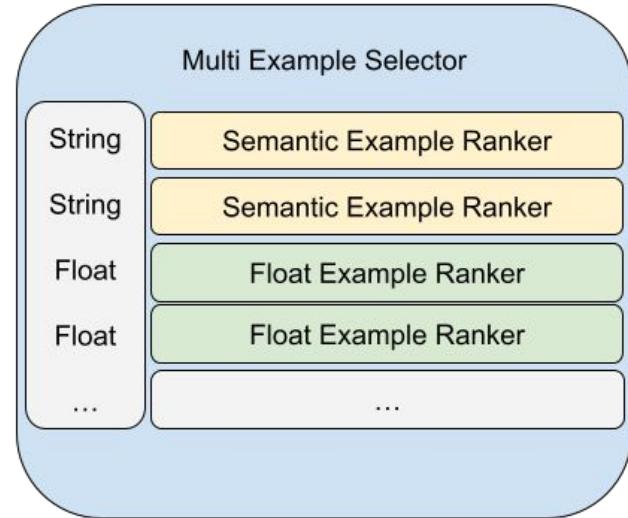 Multi Example Selector
String Semantic Example Ranker
String Semantic Example Ranker
Float Float Example Ranker
Float Float Example Ranker
... ...